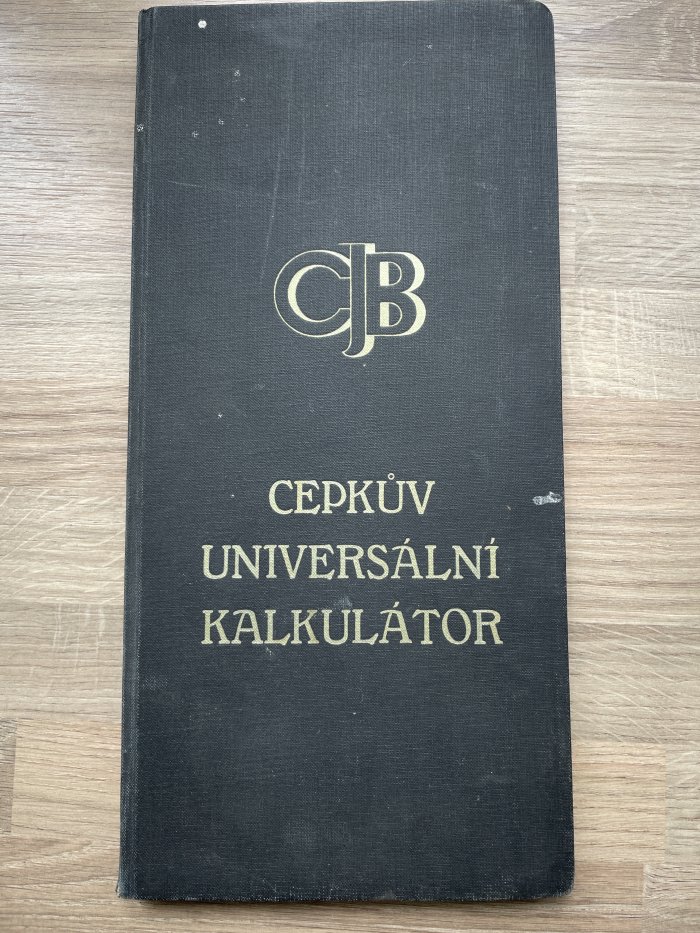 CJB
CEPKŮV
UNIVERSÁLNÍ
KALKULÁTOR